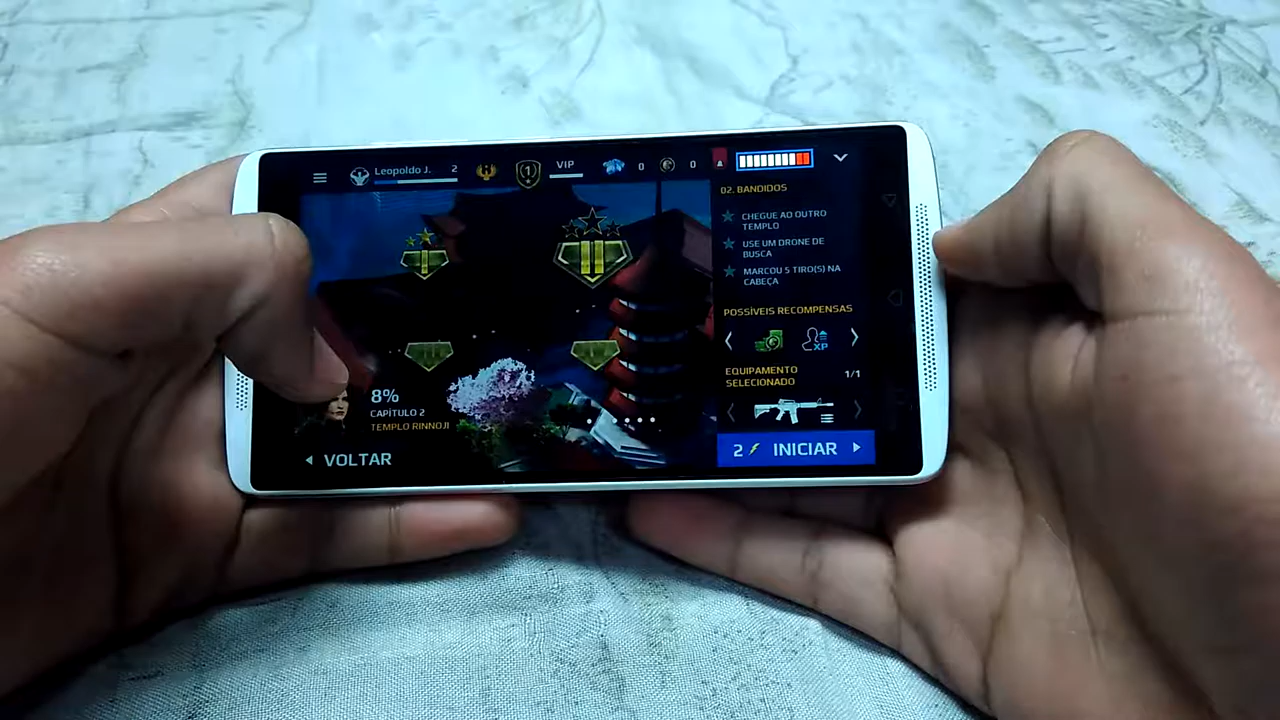 Leopoldo J. 2
1
VIP
0
0
02. BANDIDOS
CHEGUE AO OUTRO
TEMPLO
USE UM DRONE DE
BUSCA
MARCOU 5 TIRO(S) NA
CABEÇA
POSSÍVEIS RECOMPENSAS
XP
EQUIPAMENTO
SELECIONADO
1/1
8%
CAPÍTULO 2
TEMPLO RINNOJI
VOLTAR
2 INICIAR